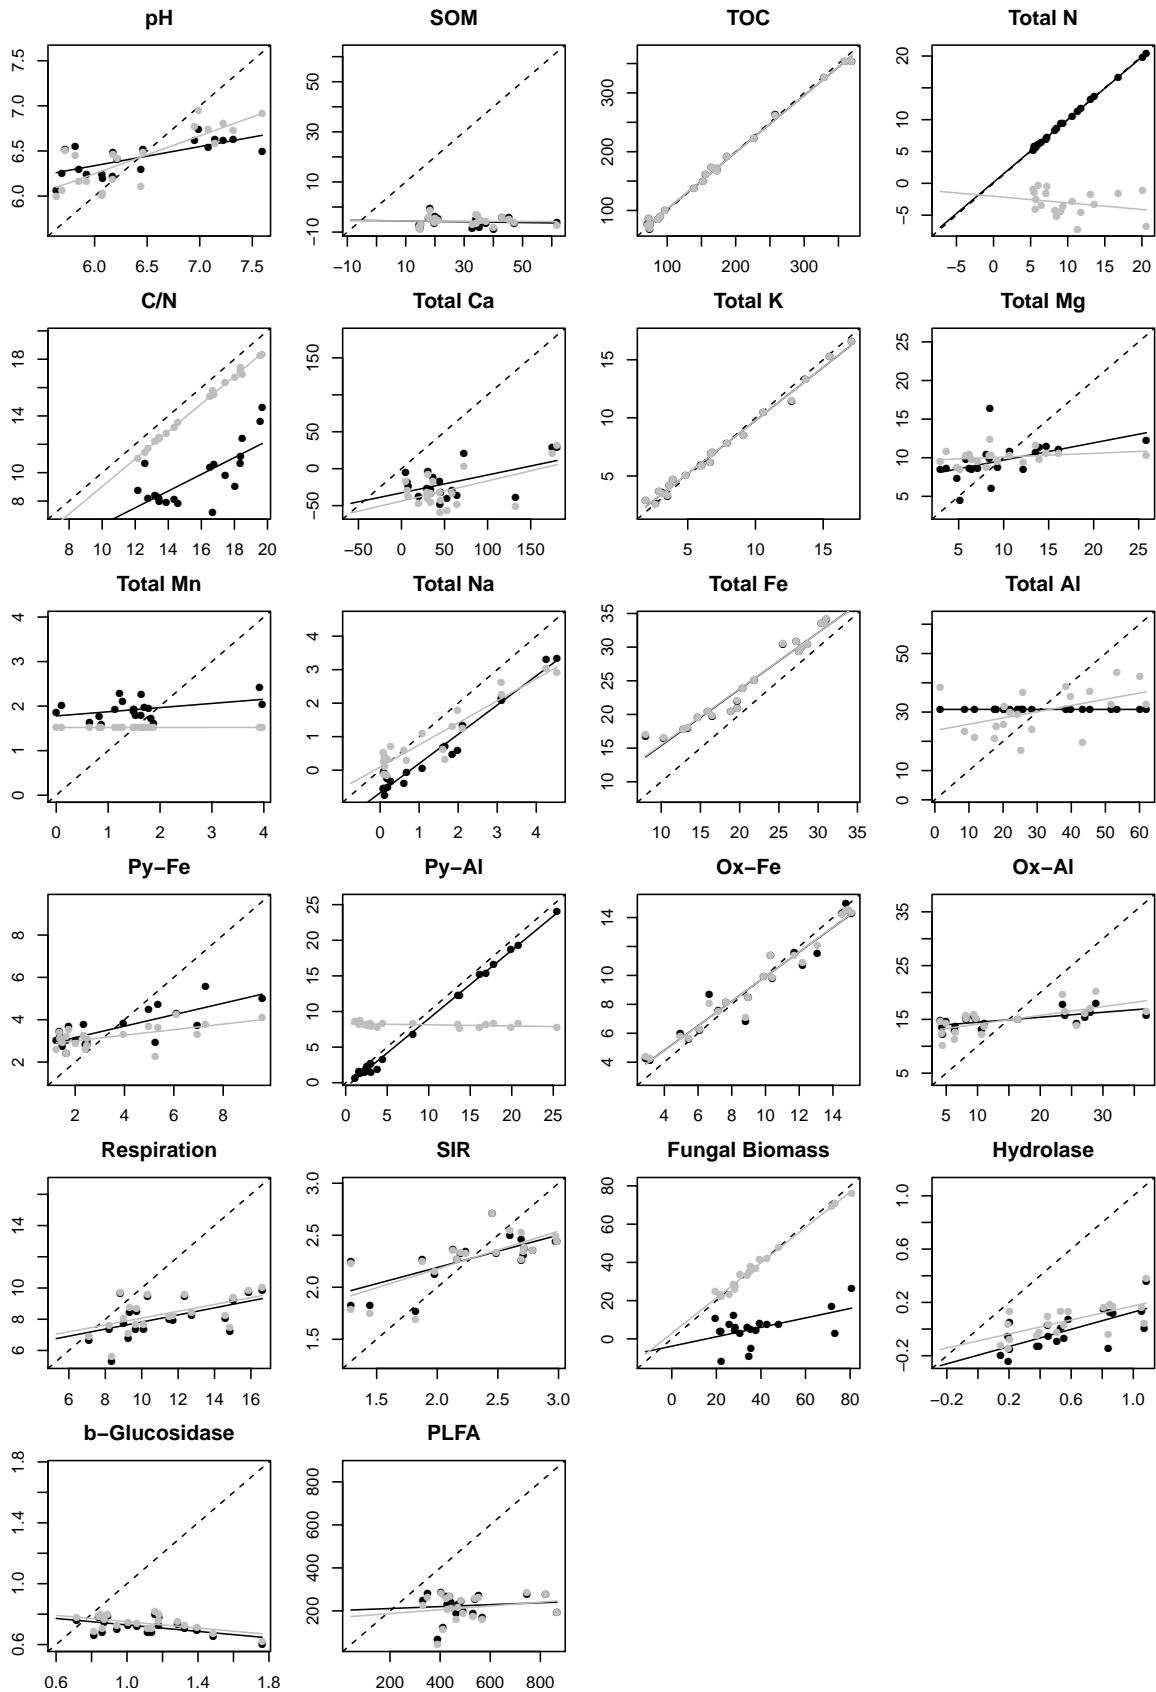 pH SOM TOC Total N
6.0 6.5 7.0 7.5
−10 10 30 50
100 200 300
−5 0 5 10 15 20
6.0 6.5 7.0 7.5
−10 10 30 50
100 200 300
−5 0 5 10 15 20
C/N Total Ca Total K Total Mg
8 10 12 14 16 18
−50 0 50 150
5 10 15
5 10 15 20 25
8 10 12 14 16 18 20
−50 0 50 100 150
5 10 15
5 10 15 20 25
Total Mn Total Na Total Fe Total Al
0 1 2 3 4
0 1 2 3 4
10 15 20 25 30 35
0 10 30 50
0 1 2 3 4
0 1 2 3 4
10 15 20 25 30 35
0 10 20 30 40 50 60
Py−Fe Py−Al Ox−Fe Ox−Al
2 4 6 8
0 5 10 15 20 25
4 6 8 10 14
5 15 25 35
2 4 6 8
0 5 10 15 20 25
4 6 8 10 12 14
5 10 20 30
Respiration SIR Fungal Biomass Hydrolase
6 8 10 14
1.5 2.0 2.5 3.0
0 20 40 60 80
−0.2 0.2 0.6 1.0
6 8 10 12 14 16
1.5 2.0 2.5 3.0
0 20 40 60 80
−0.2 0.2 0.6 1.0
b−Glucosidase PLFA
0.6 1.0 1.4 1.8
200 400 600 800
0.6 1.0 1.4 1.8
200 400 600 800